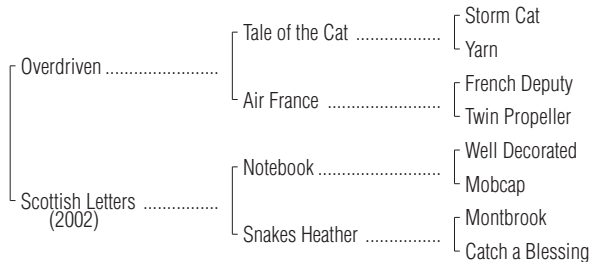 Storm Cat
Tale of the Cat ..................
Yarn
Overdriven ........................
French Deputy
Air France ........................
Twin Propeller
Well Decorated
Notebook ..........................
Mobcap
Scottish Letters ................
(2002)
Montbrook
Snakes Heather ................
Catch a Blessing